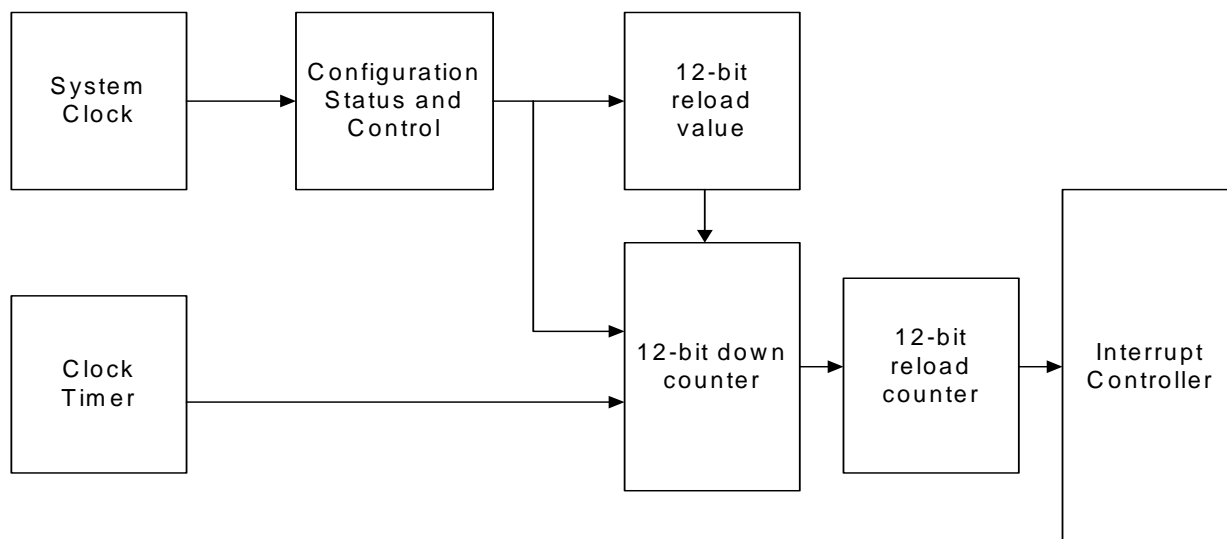 System
Clock
Configuration
Status and
Control
12-bit
reload
value
Clock
Timer
12-bit down
counter
12-bit
reload
counter
Interrupt
Controller